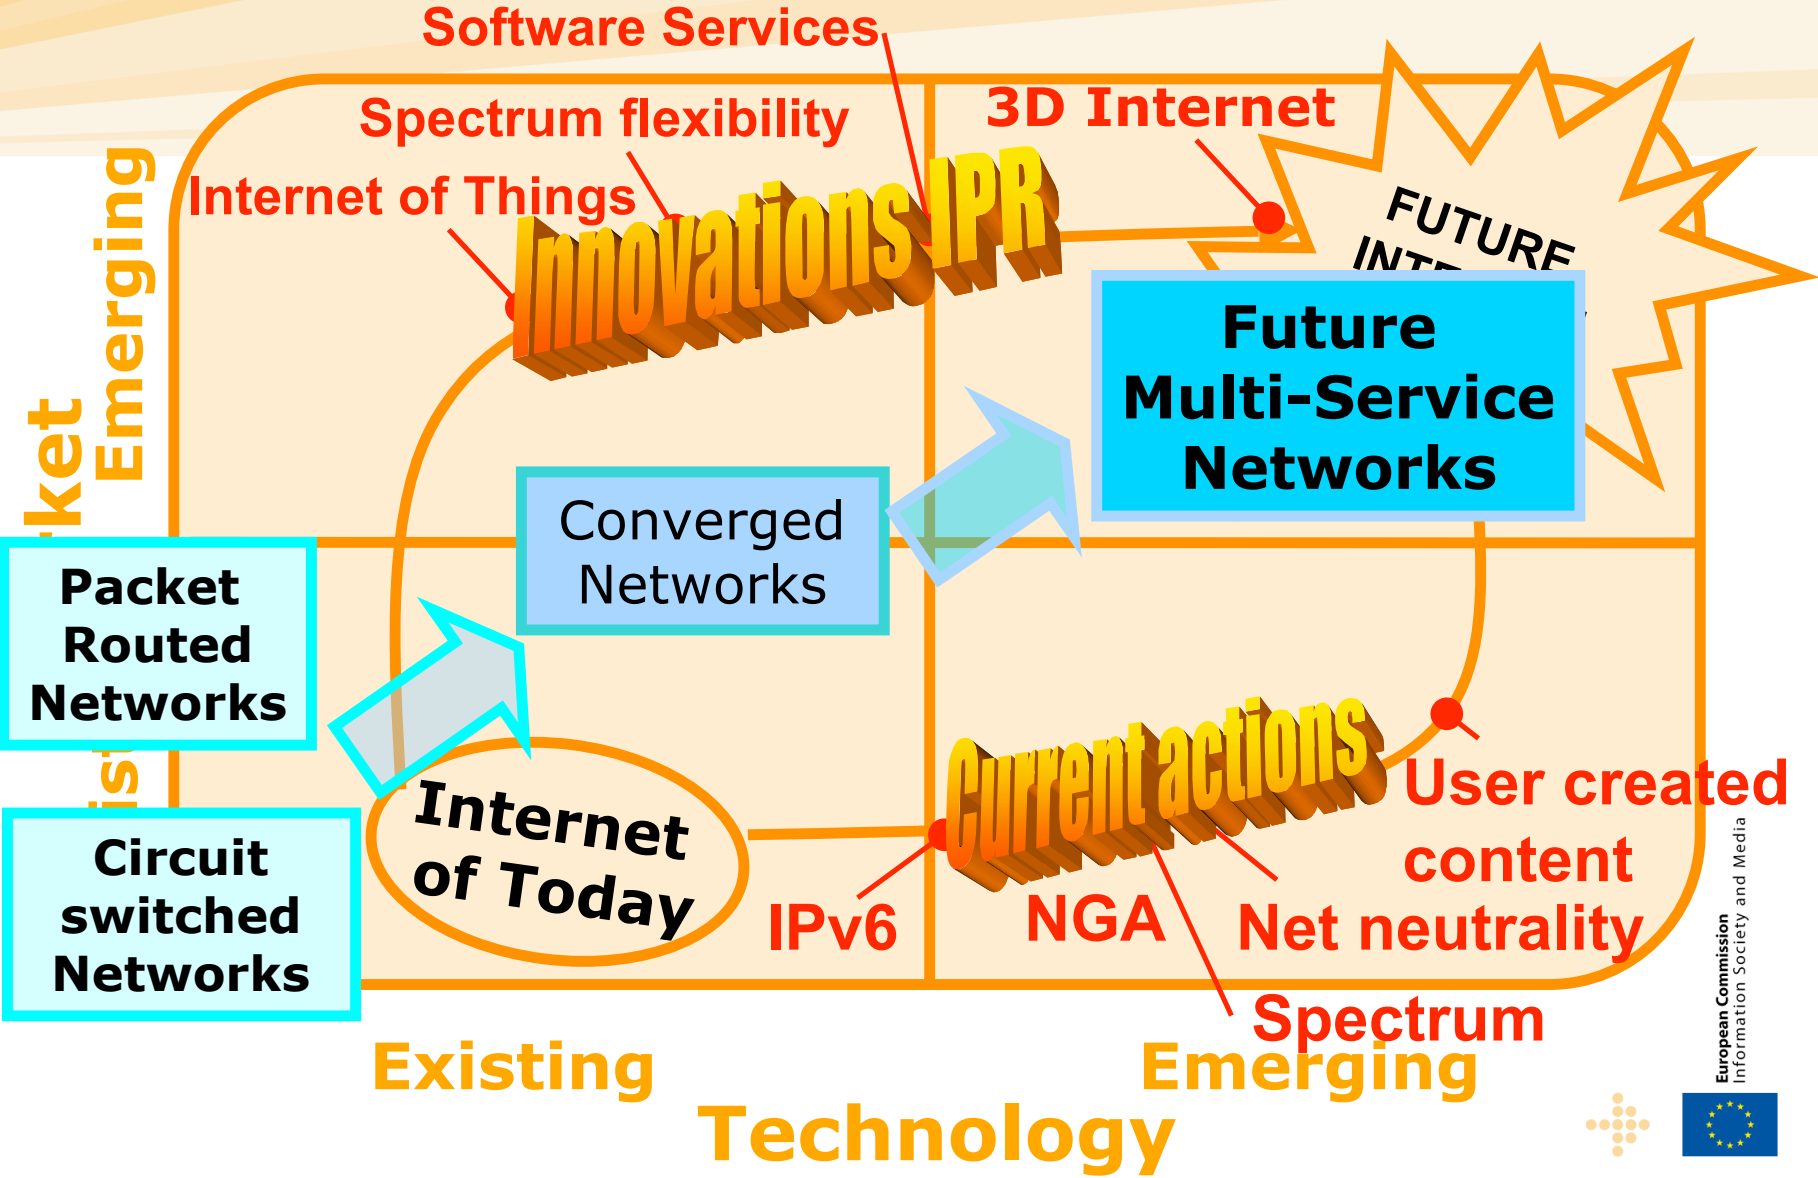 Software Services
Spectrum flexibility
3D Internet
Internet of Things
Innovations IPR
FUTURE
Emerging
Future
Multi-Service
Networks
Converged
Networks
Packet
Routed
Networks
Circuit
switched
Networks
Internet
of Today
Current actions
User created
content
IPv6
NGA
Net neutrality
Spectrum
Existing
Emerging
Technology
European Commission
Information Society and Media